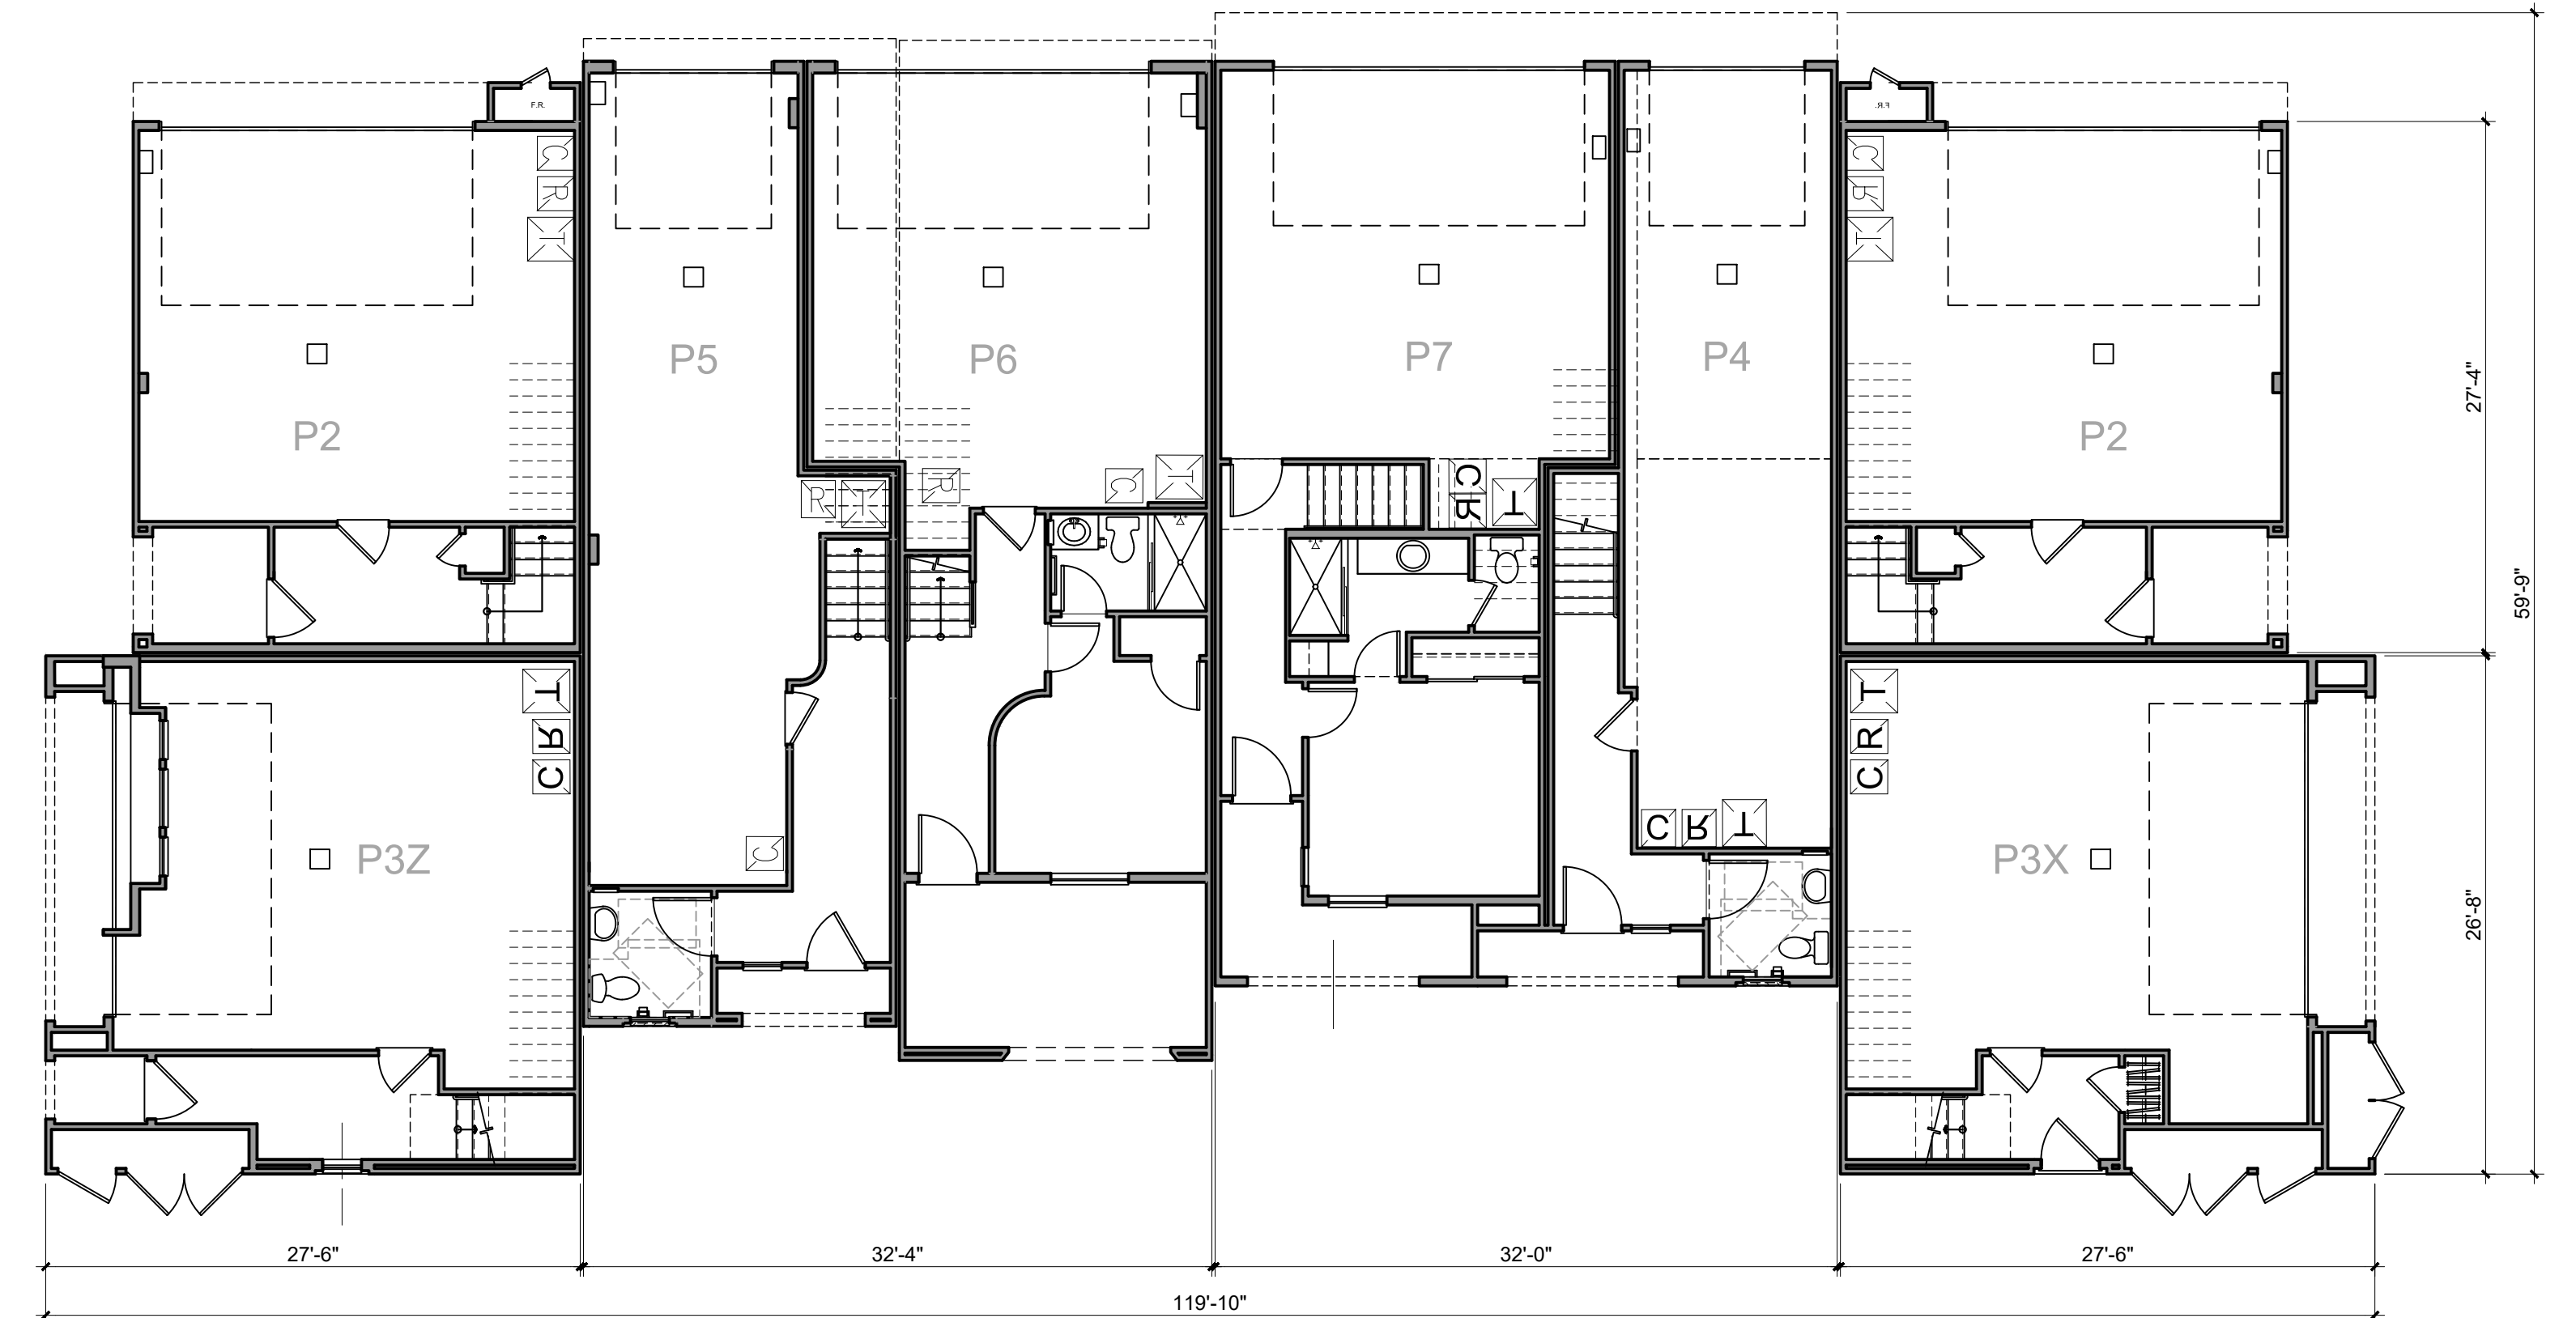 F.R.
F.R.
C
R
T
C
R
T
P5
P6
P7
P4
27'-4"
P2
P2
R
C
T
C
R
T
R
T
59'-9"
T
R
C
T
R
C
C
R
T
C
P3Z
P3X
26'-8"
27'-6"
32'-4"
32'-0"
27'-6"
119'-10"